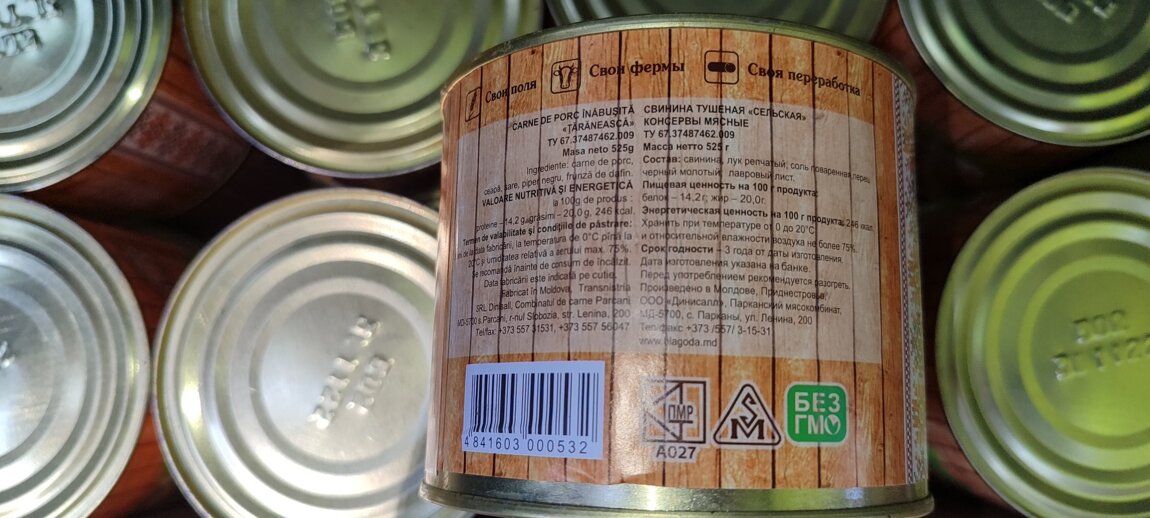 Свои поля
Свои фермы
Своя переработка
CARNE DE PORC ÎNĂBUȘITĂ
«ȚĂRĂNEASCĂ»
ТУ 67.37487462.009
Masa neto 525g
Ingrediente: carne de porc,
ceapă, sare, piper negru, frunză de dafin.
VALOARE NUTRITIVĂ ȘI ENERGETICĂ
la 100g de produs :
proteine – 14,2 g, grăsimi – 20,0 g, 246 kcal.
Termen de valabilitate și condițiile de păstrare:
ani de la data fabricării, la temperatura de 0°C pînă la
20°C și umiditatea relativă a aerului max. 75%.
Se recomandă înainte de consum de încălzit.
Data fabricării este indicată pe cutie.
Fabricat în Moldova, Transnistria
SRL Dinisall, Combinatul de carne Parcani
МД-5700 s.Parcani, r-nul Slobozia, str. Lenina, 200
Tel/fax: +373 557 31531, +373 557 56047
СВИНИНА ТУШЕНАЯ «СЕЛЬСКАЯ»
КОНСЕРВЫ МЯСНЫЕ
ТУ 67.37487462.009
Масса нетто 525 г
Состав: свинина, лук репчатый, соль поваренная, перец
черный молотый, лавровый лист.
Пищевая ценность на 100 г продукта:
белок – 14,2г; жир – 20,0г.
Энергетическая ценность на 100 г продукта: 246 ккал.
Хранить при температуре от 0 до 20°С
и относительной влажности воздуха не более 75%.
Срок годности – 3 года от даты изготовления.
Дата изготовления указана на банке.
Перед употреблением рекомендуется разогреть.
Произведено в Молдове, Приднестровье,
ООО «Динисалл», Парканский мясокомбинат,
МД-5700, с. Парканы, ул. Ленина, 200
Тел/факс +373 /557/ 3-15-31
www.blagoda.md
4 841603 000532
ПМР
А027
SM
БЕЗ
ГМО